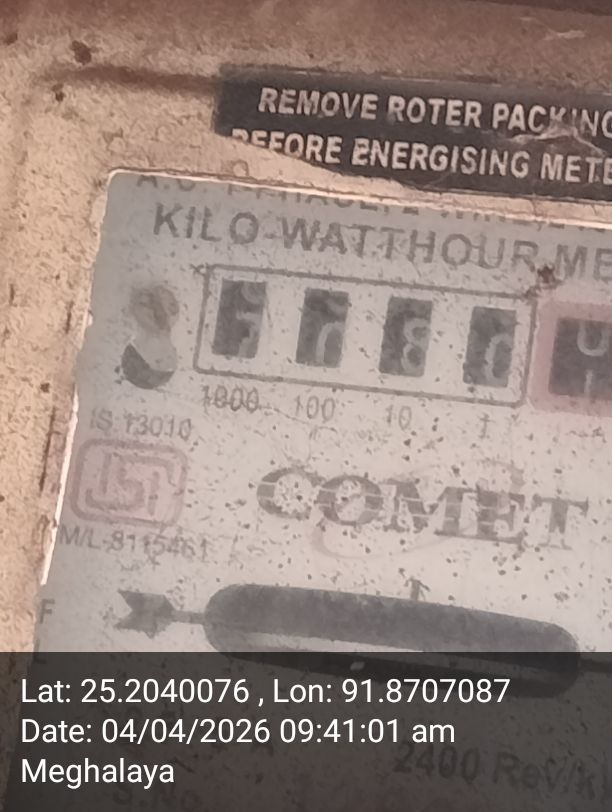 REMOVE ROTER PACKING
BEFORE ENERGISING METE
KILO-WATTHOUR ME
1000 100 10 1
IS 13010
ISI
COMET
M/L-8115461
F
Lat: 25.2040076 , Lon: 91.8707087
Date: 04/04/2026 09:41:01 am
Meghalaya
2400 Rev/k